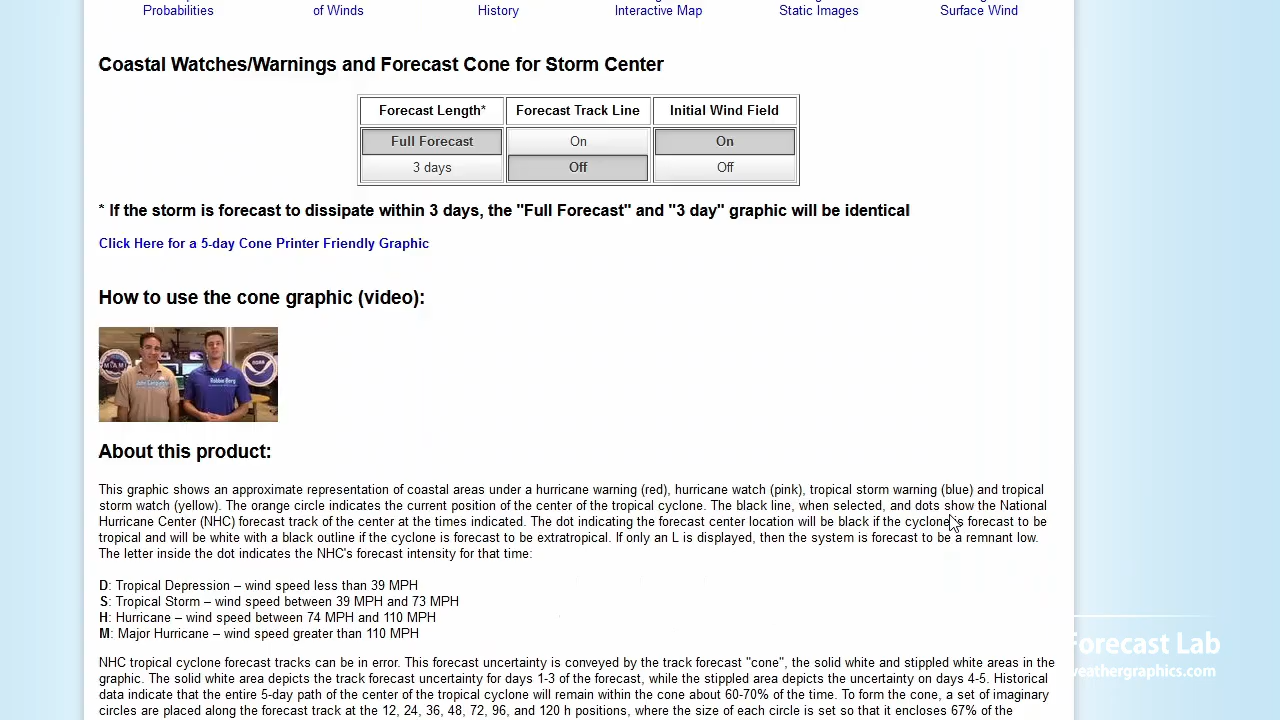 Probabilities of Winds History Interactive Map Static Images Surface Wind
Coastal Watches/Warnings and Forecast Cone for Storm Center
Forecast Length* Forecast Track Line Initial Wind Field
Full Forecast On On
3 days Off Off
* If the storm is forecast to dissipate within 3 days, the "Full Forecast" and "3 day" graphic will be identical
Click Here for a 5-day Cone Printer Friendly Graphic
How to use the cone graphic (video):
Robbie Berg
About this product:
This graphic shows an approximate representation of coastal areas under a hurricane warning (red), hurricane watch (pink), tropical storm warning (blue) and tropical
storm watch (yellow). The orange circle indicates the current position of the center of the tropical cyclone. The black line, when selected, and dots show the National
Hurricane Center (NHC) forecast track of the center at the times indicated. The dot indicating the forecast center location will be black if the cyclone is forecast to be
tropical and will be white with a black outline if the cyclone is forecast to be extratropical. If only an L is displayed, then the system is forecast to be a remnant low.
The letter inside the dot indicates the NHC's forecast intensity for that time:
D: Tropical Depression – wind speed less than 39 MPH
S: Tropical Storm – wind speed between 39 MPH and 73 MPH
H: Hurricane – wind speed between 74 MPH and 110 MPH
M: Major Hurricane – wind speed greater than 110 MPH
NHC tropical cyclone forecast tracks can be in error. This forecast uncertainty is conveyed by the track forecast "cone", the solid white and stippled white areas in the
graphic. The solid white area depicts the track forecast uncertainty for days 1-3 of the forecast, while the stippled area depicts the uncertainty on days 4-5. Historical
data indicate that the entire 5-day path of the center of the tropical cyclone will remain within the cone about 60-70% of the time. To form the cone, a set of imaginary
circles are placed along the forecast track at the 12, 24, 36, 48, 72, 96, and 120 h positions, where the size of each circle is set so that it encloses 67% of the
Forecast Lab
weathergraphics.com